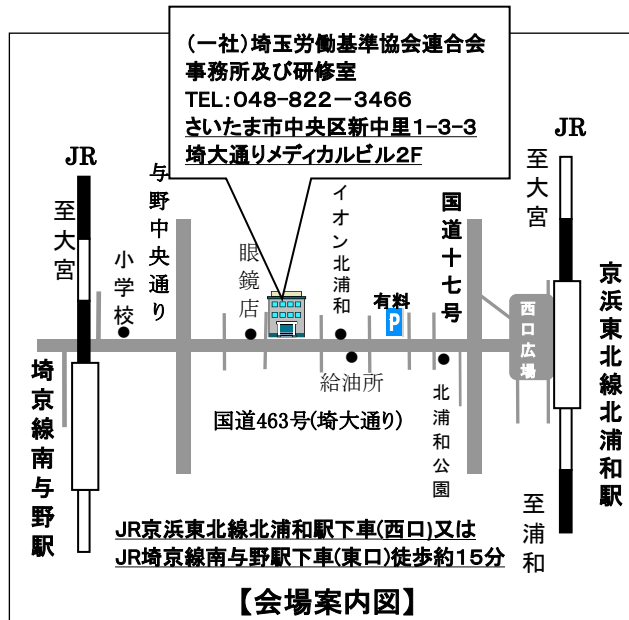 (一社)埼玉労働基準協会連合会
事務所及び研修室
TEL:048-822-3466
さいたま市中央区新中里1-3-3
埼大通りメディカルビル2F
JR
至大宮
小学校
与野中央通り
眼鏡店
イオン北浦和
有料
P
国道十七号
JR
至大宮
西口広場
京浜東北線北浦和駅
埼京線南与野駅
給油所
北浦和公園
国道463号(埼大通り)
至浦和
JR京浜東北線北浦和駅下車(西口)又は
JR埼京線南与野駅下車(東口)徒歩約15分
【会場案内図】